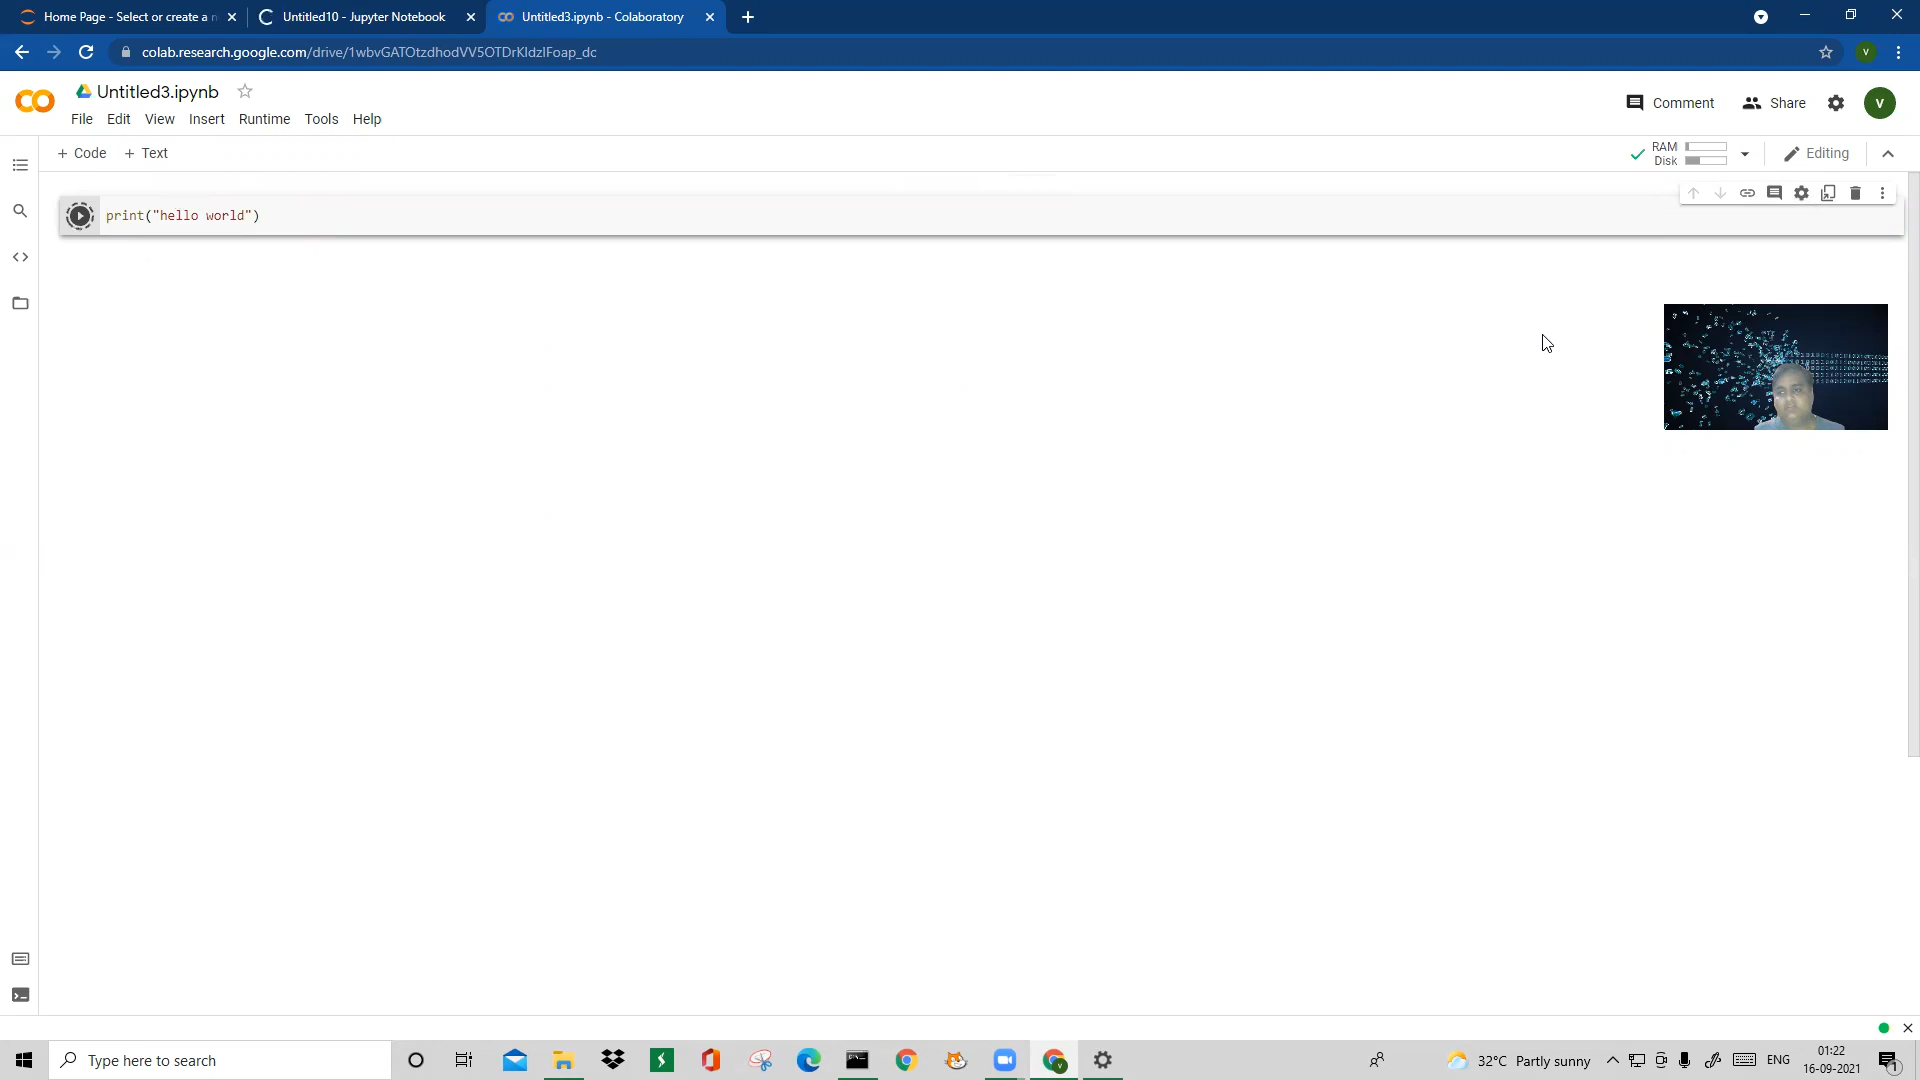 Home Page - Select or create a n
Untitled10 - Jupyter Notebook
Untitled3.ipynb - Colaboratory
colab.research.google.com/drive/1wbvGATOtzdhodVV5OTDrKldzIFoap_dc
V
Untitled3.ipynb
File Edit View Insert Runtime Tools Help
Comment
Share
V
+ Code + Text
RAM
Disk
Editing
print("hello world")
Type here to search
32°C Partly sunny
ENG
01:22
16-09-2021
1